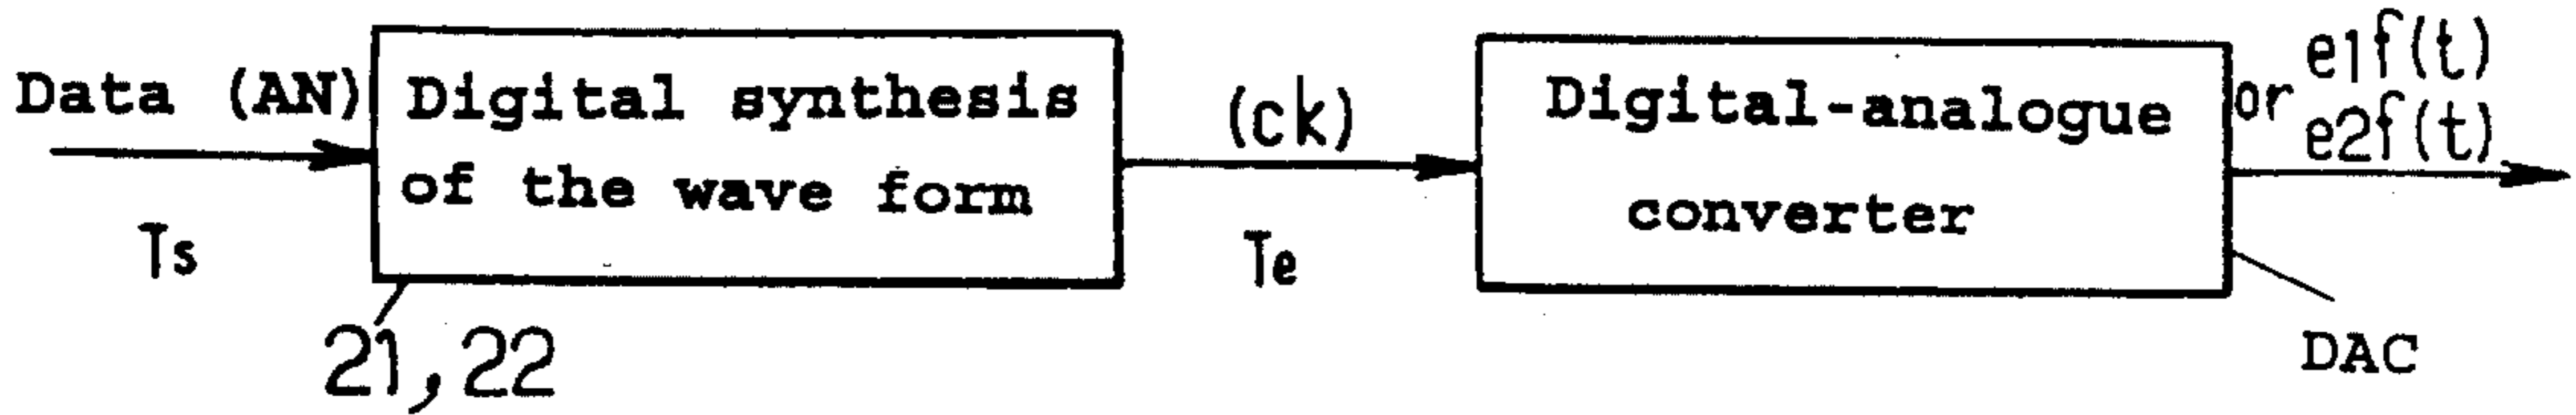 Data (AN)
Ts
Digital synthesis
of the wave form
21,22
(ck)
Te
Digital-analogue
converter
or e1f(t)
e2f(t)
DAC